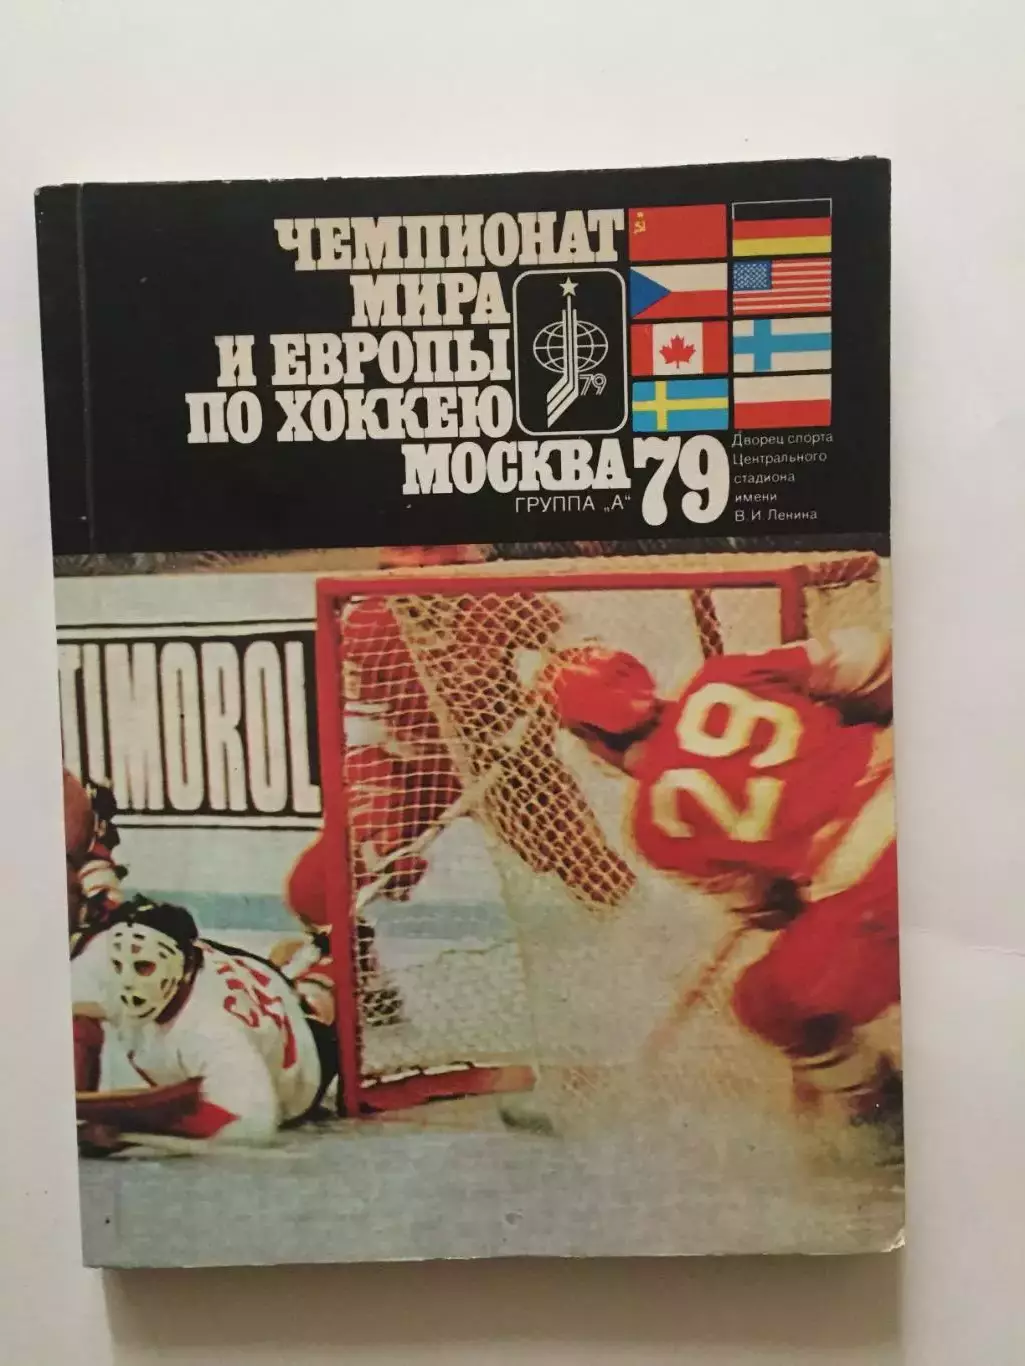 ЧЕМПИОНАТ
МИРА
И ЕВРОПЫ
ПО ХОККЕЮ
МОСКВА 79
ГРУППА „А“
79
Дворец спорта
Центрального
стадиона
имени
В.И.Ленина
TIMOROL
29